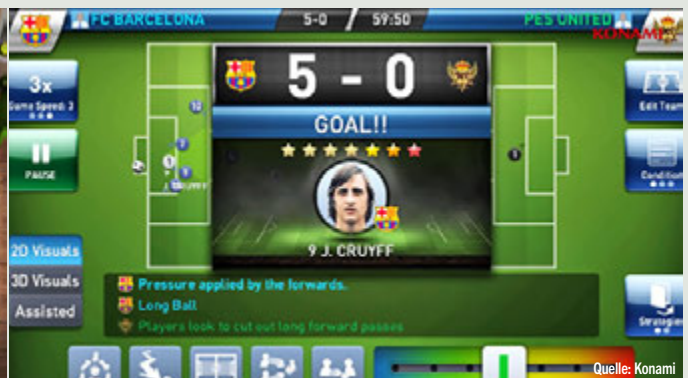 FC BARCELONA 5-0 59:50 PES UNITED
KONAMI
5 - 0
3x
Game Speed: 3
Edit Team
GOAL!!
PAUSE
Condition
9 J. CRUYFF
2D Visuals
3D Visuals
Assisted
Pressure applied by the forwards.
Long Ball
Players look to cut out long forward passes
Strategies
Quelle: Konami